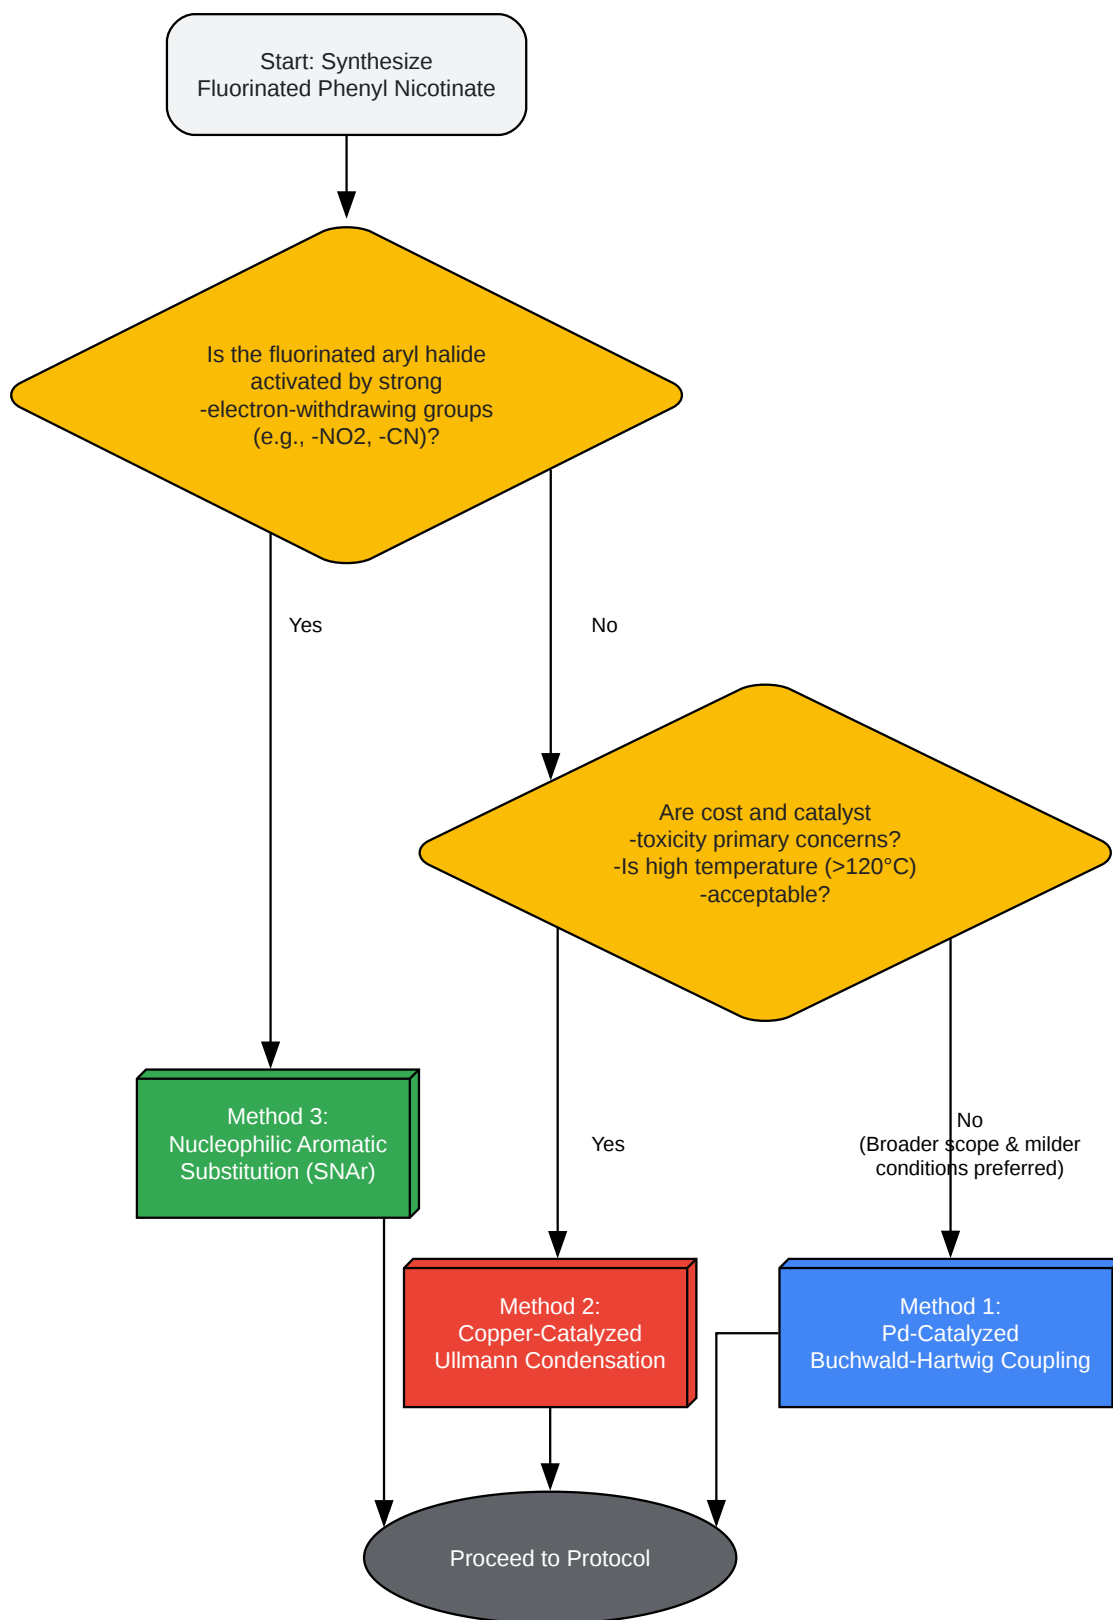 Start: Synthesize
Fluorinated Phenyl Nicotinate
Is the fluorinated aryl halide
activated by strong
-electron-withdrawing groups
(e.g., -NO2, -CN)?
Yes
No
Are cost and catalyst
-toxicity primary concerns?
-Is high temperature (>120°C)
-acceptable?
Method 3:
Nucleophilic Aromatic
Substitution (SNAr)
Yes
No
(Broader scope & milder
conditions preferred)
Method 2:
Copper-Catalyzed
Ullmann Condensation
Method 1:
Pd-Catalyzed
Buchwald-Hartwig Coupling
Proceed to Protocol